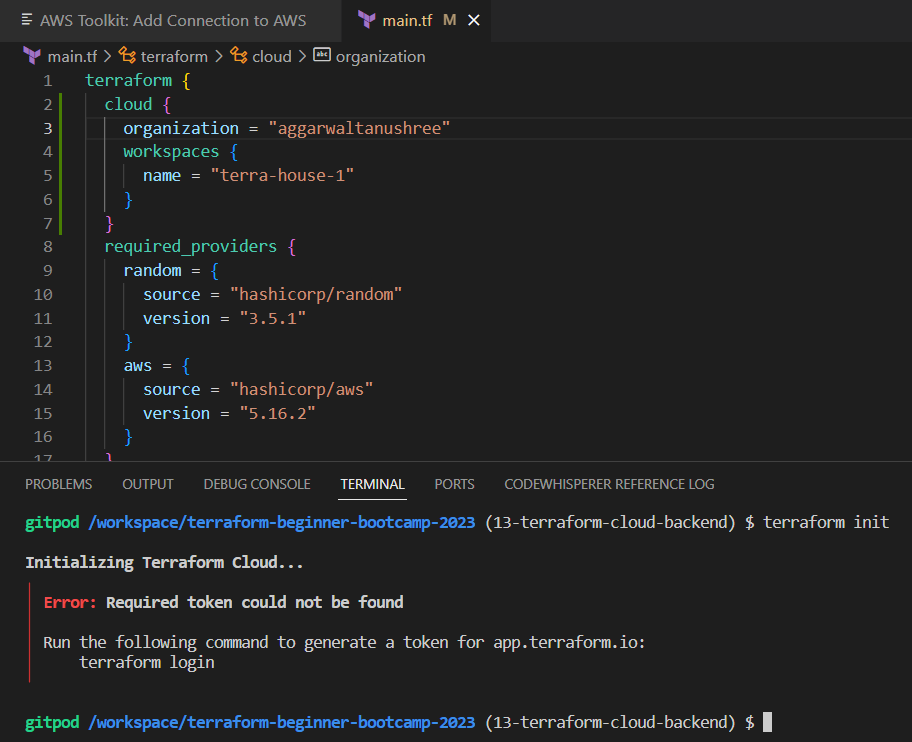 AWS Toolkit: Add Connection to AWS main.tf M
main.tf > terraform > cloud > abc organization
1 terraform {
2 cloud {
3 organization = "aggarwaltanushree"
4 workspaces {
5 name = "terra-house-1"
6 }
7 }
8 required_providers {
9 random = {
10 source = "hashicorp/random"
11 version = "3.5.1"
12 }
13 aws = {
14 source = "hashicorp/aws"
15 version = "5.16.2"
16 }
17 }
PROBLEMS OUTPUT DEBUG CONSOLE TERMINAL PORTS CODEWHISPERER REFERENCE LOG
gitpod /workspace/terraform-beginner-bootcamp-2023 (13-terraform-cloud-backend) $ terraform init
Initializing Terraform Cloud...
Error: Required token could not be found
Run the following command to generate a token for app.terraform.io:
terraform login
gitpod /workspace/terraform-beginner-bootcamp-2023 (13-terraform-cloud-backend) $